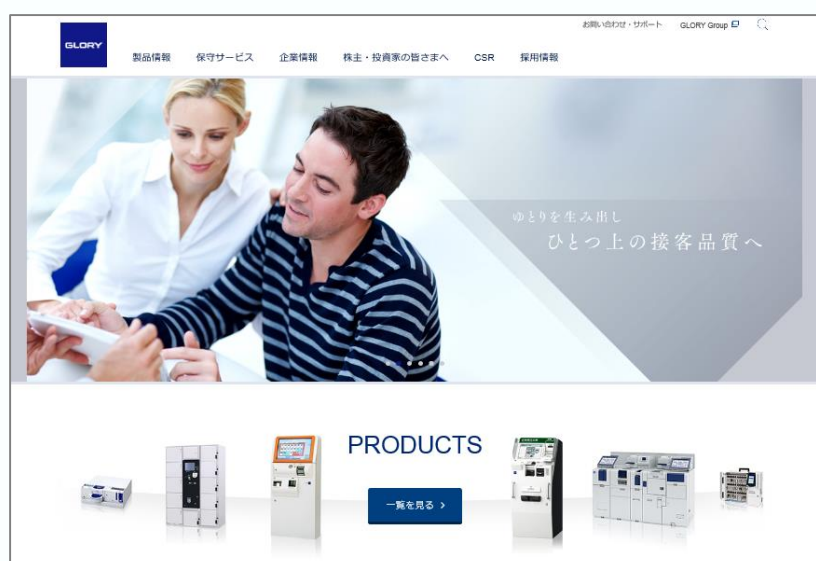 お問い合わせ・サポート
GLORY Group
GLORY
製品情報
保守サービス
企業情報
株主・投資家の皆さまへ
CSR
採用情報
ゆとりを生み出し
ひとつ上の接客品質へ
PRODUCTS
一覧を見る >